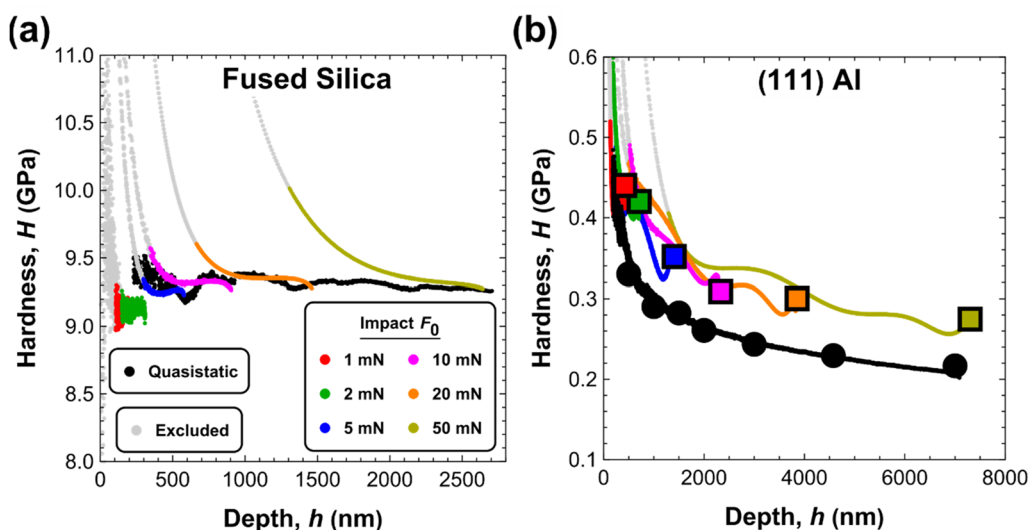 (a)
Fused Silica
Hardness, H (GPa)
11.0
10.5
10.0
9.5
9.0
8.5
8.0
0
500
1000
1500
2000
2500
Depth, h (nm)
Quasistatic
Excluded
Impact F0
1 mN
10 mN
2 mN
20 mN
5 mN
50 mN
(b)
(111) Al
Hardness, H (GPa)
0.6
0.5
0.4
0.3
0.2
0.1
0
2000
4000
6000
8000
Depth, h (nm)